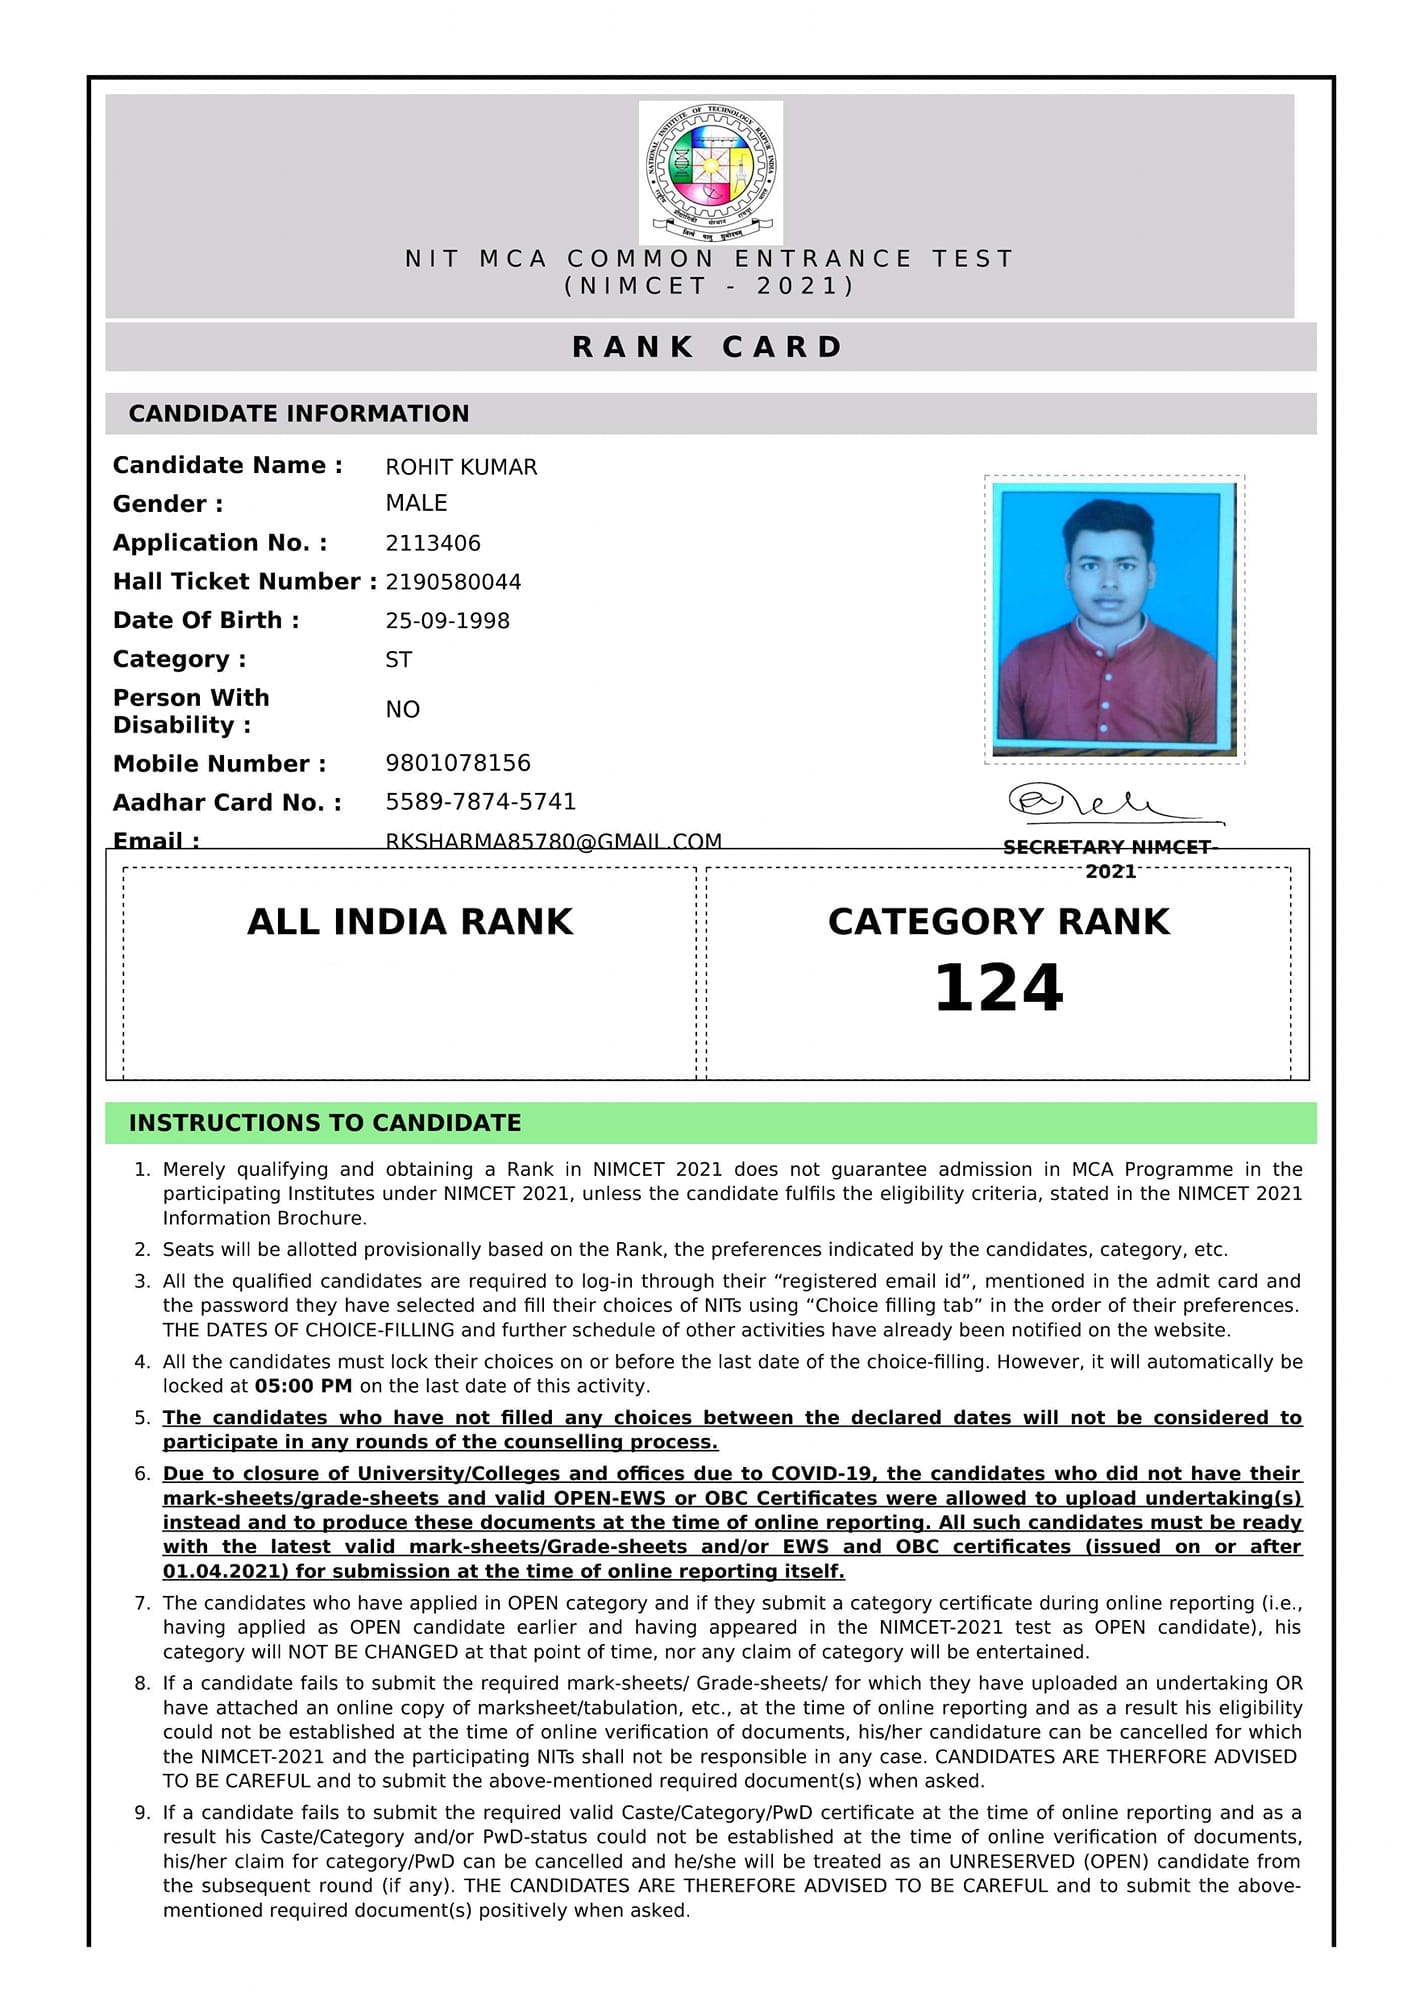 NATIONAL INSTITUTE OF TECHNOLOGY RAIPUR INDIA
राष्ट्रीय प्रौद्योगिकी संस्थान रायपुर भारत
NIT MCA COMMON ENTRANCE TEST
(NIMCET - 2021)
RANK CARD
CANDIDATE INFORMATION
Candidate Name : ROHIT KUMAR
Gender : MALE
Application No. : 2113406
Hall Ticket Number : 2190580044
Date Of Birth : 25-09-1998
Category : ST
Person With
Disability : NO
Mobile Number : 9801078156
Aadhar Card No. : 5589-7874-5741
Email : RKSHARMA85780@GMAIL.COM
SECRETARY NIMCET-
2021
ALL INDIA RANK
CATEGORY RANK
124
INSTRUCTIONS TO CANDIDATE
1. Merely qualifying and obtaining a Rank in NIMCET 2021 does not guarantee admission in MCA Programme in the
participating Institutes under NIMCET 2021, unless the candidate fulfils the eligibility criteria, stated in the NIMCET 2021
Information Brochure.
2. Seats will be allotted provisionally based on the Rank, the preferences indicated by the candidates, category, etc.
3. All the qualified candidates are required to log-in through their “registered email id”, mentioned in the admit card and
the password they have selected and fill their choices of NITs using “Choice filling tab” in the order of their preferences.
THE DATES OF CHOICE-FILLING and further schedule of other activities have already been notified on the website.
4. All the candidates must lock their choices on or before the last date of the choice-filling. However, it will automatically be
locked at 05:00 PM on the last date of this activity.
5. The candidates who have not filled any choices between the declared dates will not be considered to
participate in any rounds of the counselling process.
6. Due to closure of University/Colleges and offices due to COVID-19, the candidates who did not have their
mark-sheets/grade-sheets and valid OPEN-EWS or OBC Certificates were allowed to upload undertaking(s)
instead and to produce these documents at the time of online reporting. All such candidates must be ready
with the latest valid mark-sheets/Grade-sheets and/or EWS and OBC certificates (issued on or after
01.04.2021) for submission at the time of online reporting itself.
7. The candidates who have applied in OPEN category and if they submit a category certificate during online reporting (i.e.,
having applied as OPEN candidate earlier and having appeared in the NIMCET-2021 test as OPEN candidate), his
category will NOT BE CHANGED at that point of time, nor any claim of category will be entertained.
8. If a candidate fails to submit the required mark-sheets/ Grade-sheets/ for which they have uploaded an undertaking OR
have attached an online copy of marksheet/tabulation, etc., at the time of online reporting and as a result his eligibility
could not be established at the time of online verification of documents, his/her candidature can be cancelled for which
the NIMCET-2021 and the participating NITs shall not be responsible in any case. CANDIDATES ARE THERFORE ADVISED
TO BE CAREFUL and to submit the above-mentioned required document(s) when asked.
9. If a candidate fails to submit the required valid Caste/Category/PwD certificate at the time of online reporting and as a
result his Caste/Category and/or PwD-status could not be established at the time of online verification of documents,
his/her claim for category/PwD can be cancelled and he/she will be treated as an UNRESERVED (OPEN) candidate from
the subsequent round (if any). THE CANDIDATES ARE THEREFORE ADVISED TO BE CAREFUL and to submit the above-
mentioned required document(s) positively when asked.